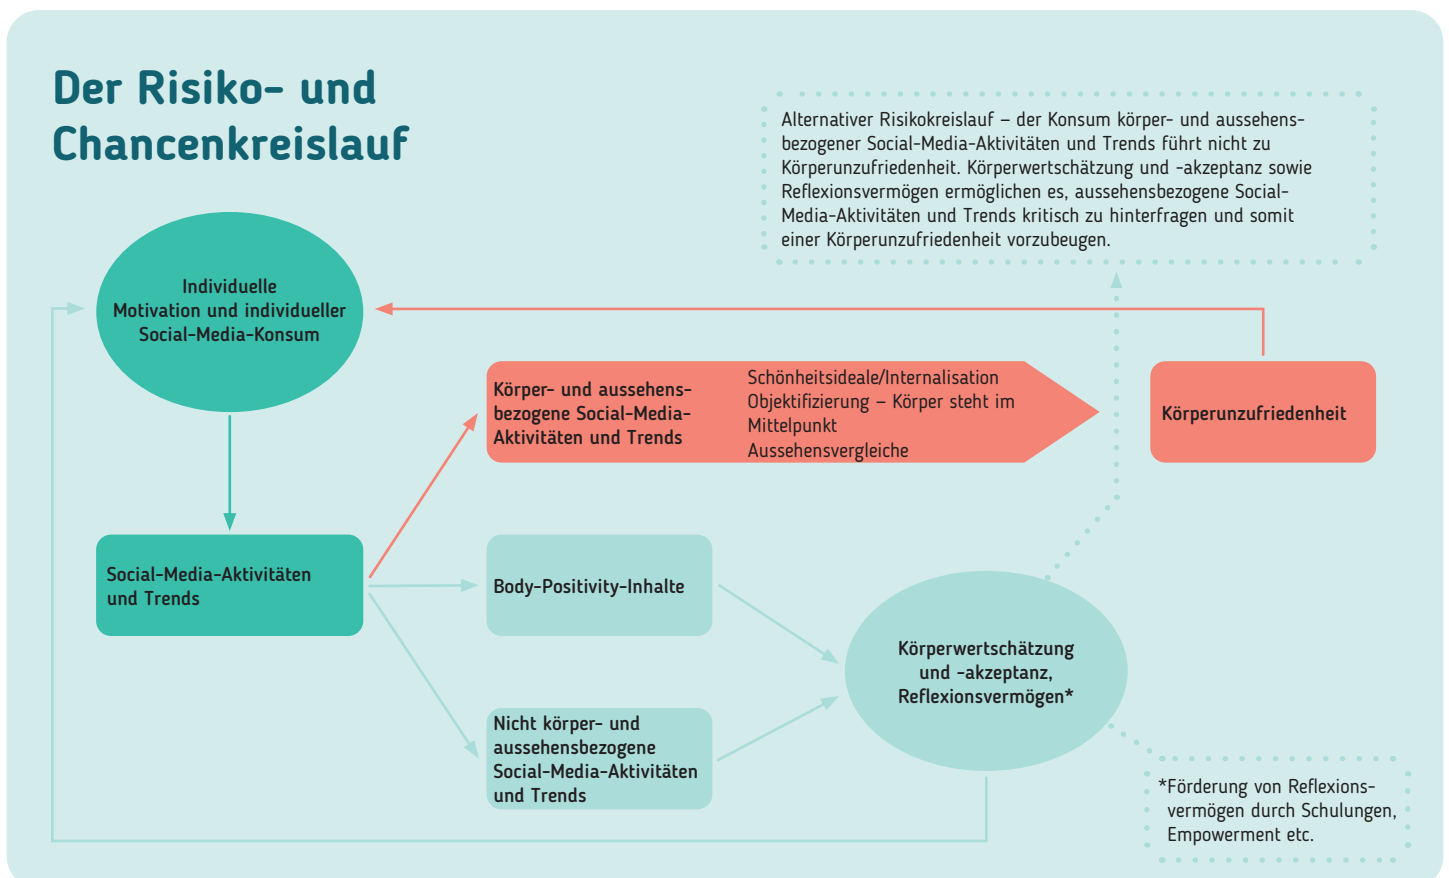 Der Risiko- und
Chancenkreislauf
Alternativer Risikokreislauf – der Konsum körper- und aussehens-
bezogener Social-Media-Aktivitäten und Trends führt nicht zu
Körperunzufriedenheit. Körperwertschätzung und -akzeptanz sowie
Reflexionsvermögen ermöglichen es, aussehensbezogene Social-
Media-Aktivitäten und Trends kritisch zu hinterfragen und somit
einer Körperunzufriedenheit vorzubeugen.
Individuelle
Motivation und individueller
Social-Media-Konsum
Körper- und aussehens-
bezogene Social-Media-
Aktivitäten und Trends
Schönheitsideale/Internalisation
Objektifizierung – Körper steht im
Mittelpunkt
Aussehensvergleiche
Körperunzufriedenheit
Social-Media-Aktivitäten
und Trends
Body-Positivity-Inhalte
Körperwertschätzung
und -akzeptanz,
Reflexionsvermögen*
Nicht körper- und
aussehensbezogene
Social-Media-Aktivitäten
und Trends
*Förderung von Reflexions-
vermögen durch Schulungen,
Empowerment etc.